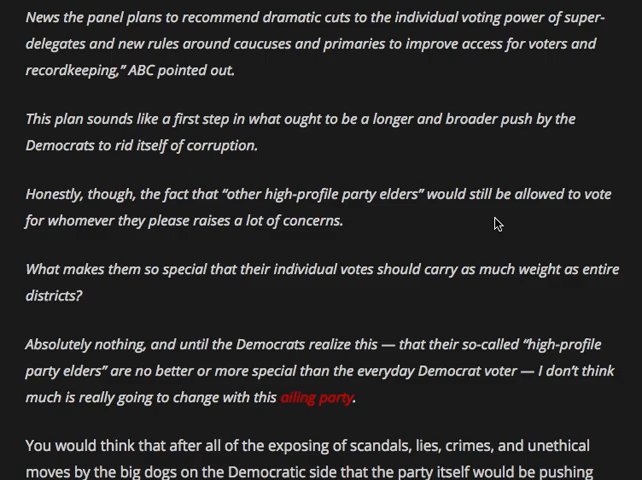 News the panel plans to recommend dramatic cuts to the individual voting power of super-
delegates and new rules around caucuses and primaries to improve access for voters and
recordkeeping,” ABC pointed out.
This plan sounds like a first step in what ought to be a longer and broader push by the
Democrats to rid itself of corruption.
Honestly, though, the fact that “other high-profile party elders” would still be allowed to vote
for whomever they please raises a lot of concerns.
What makes them so special that their individual votes should carry as much weight as entire
districts?
Absolutely nothing, and until the Democrats realize this — that their so-called “high-profile
party elders” are no better or more special than the everyday Democrat voter — I don’t think
much is really going to change with this ailing party.
You would think that after all of the exposing of scandals, lies, crimes, and unethical
moves by the big dogs on the Democratic side that the party itself would be pushing